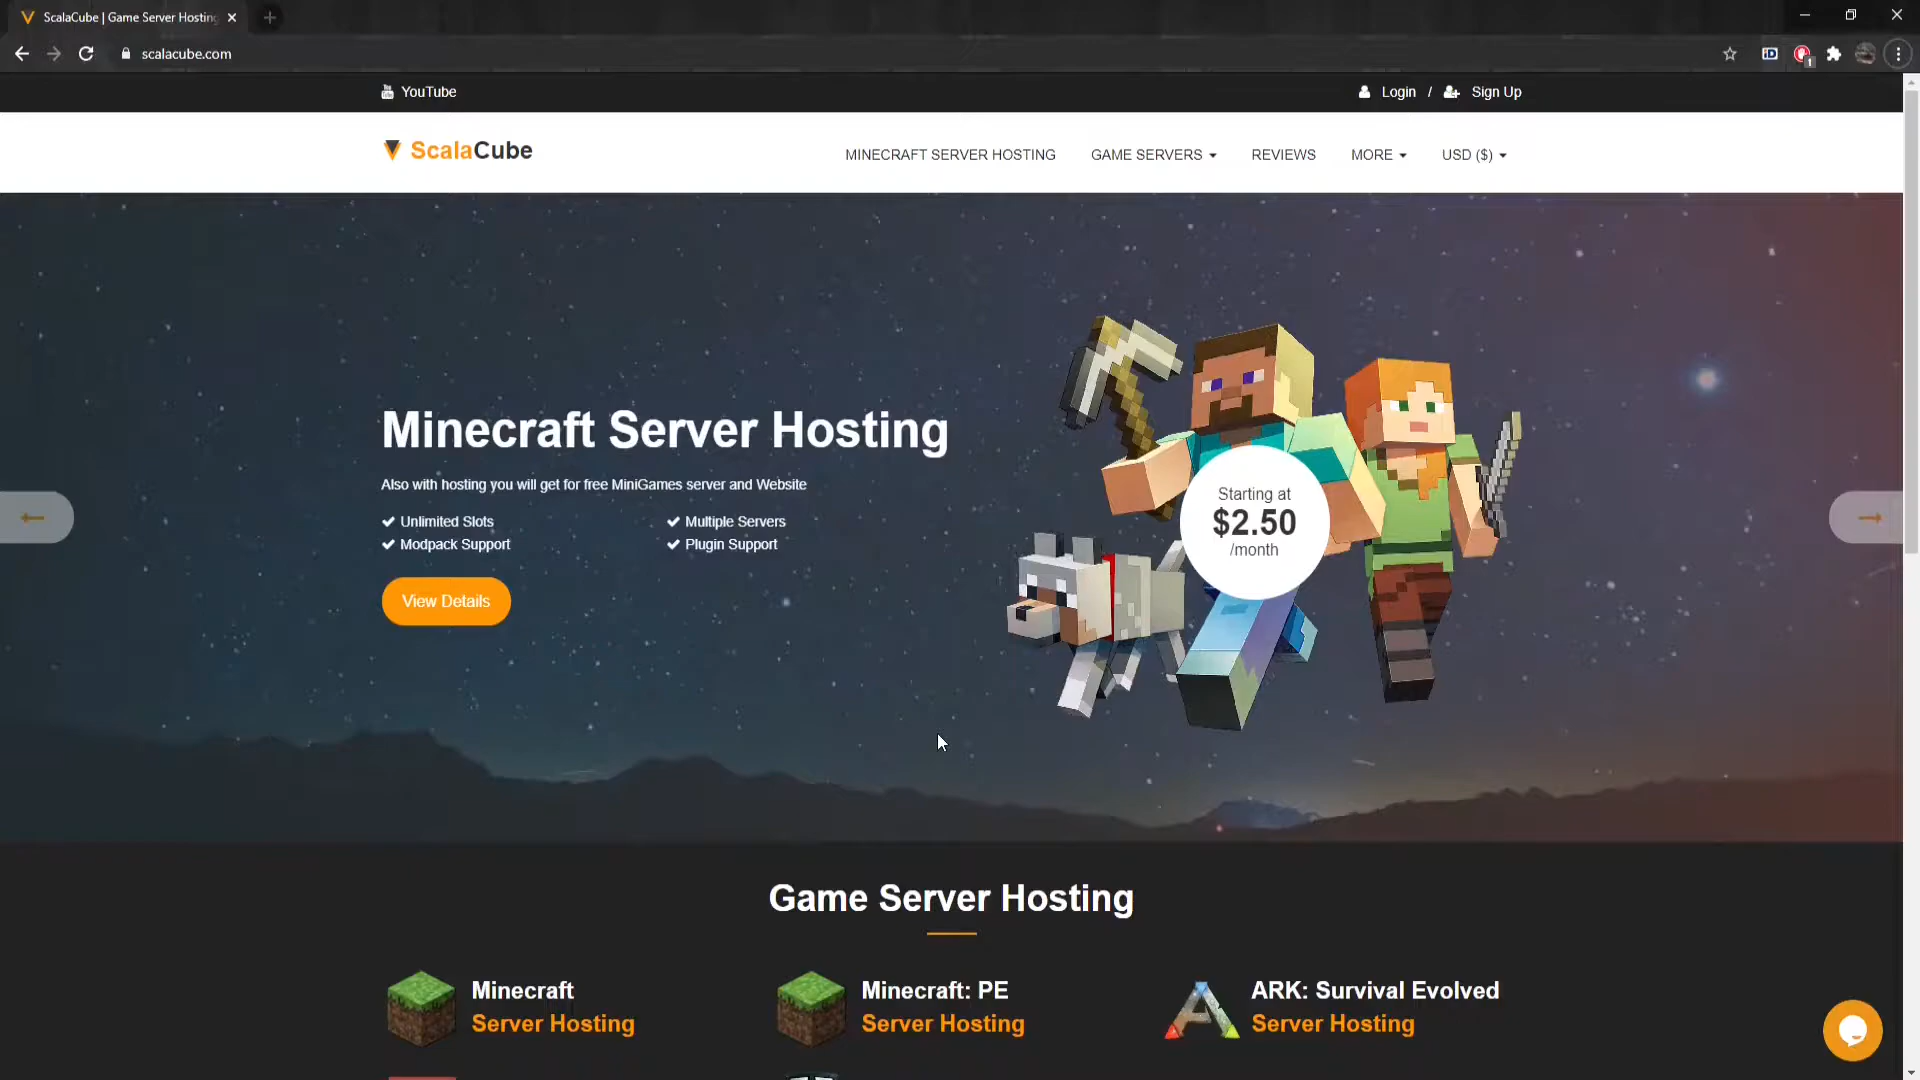 ScalaCube | Game Server Hosting
scalacube.com
1
YouTube
Login / Sign Up
ScalaCube
MINECRAFT SERVER HOSTING
GAME SERVERS
REVIEWS
MORE
USD ($)
Minecraft Server Hosting
Also with hosting you will get for free MiniGames server and Website
Unlimited Slots
Multiple Servers
Modpack Support
Plugin Support
View Details
Starting at
$2.50
/month
Game Server Hosting
Minecraft
Server Hosting
Minecraft: PE
Server Hosting
ARK: Survival Evolved
Server Hosting